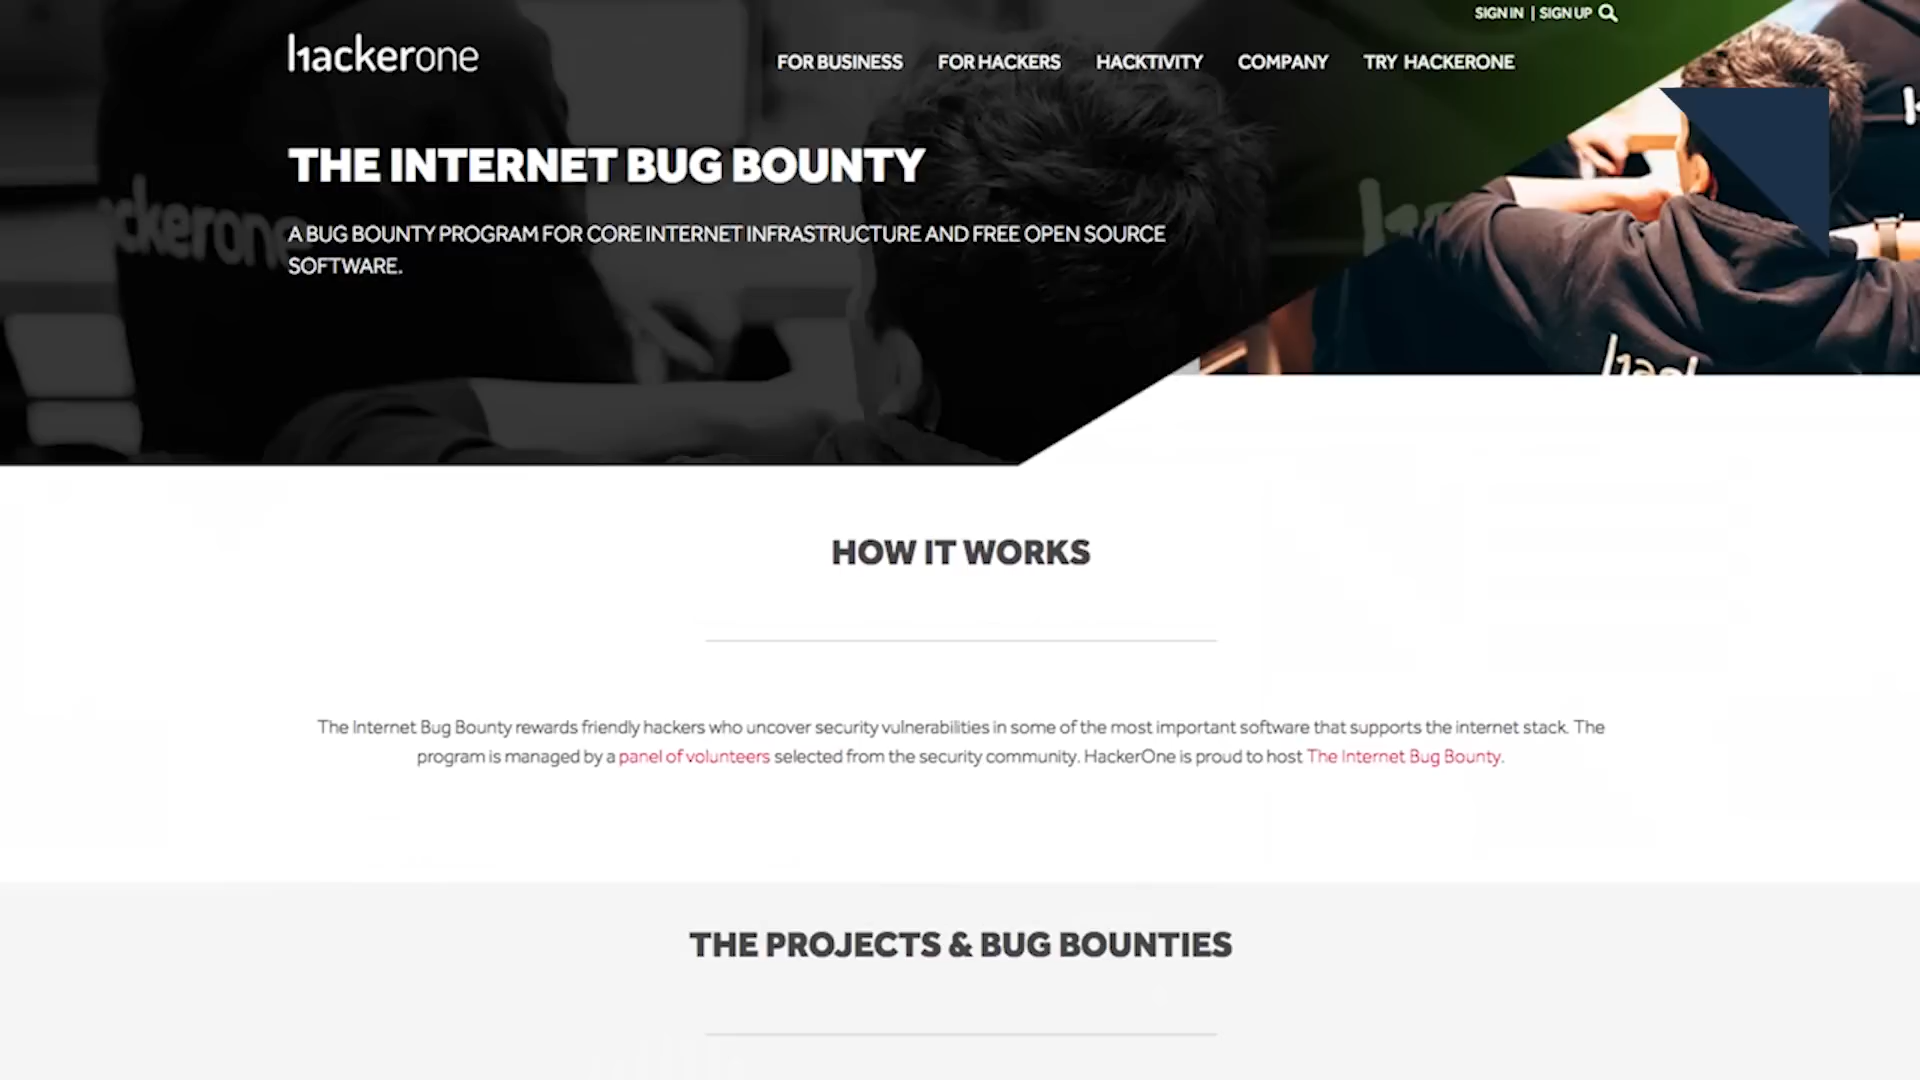 SIGN IN | SIGN UP
hackerone
FOR BUSINESS FOR HACKERS HACKTIVITY COMPANY TRY HACKERONE
THE INTERNET BUG BOUNTY
A BUG BOUNTY PROGRAM FOR CORE INTERNET INFRASTRUCTURE AND FREE OPEN SOURCE
SOFTWARE.
ckerone
HOW IT WORKS
The Internet Bug Bounty rewards friendly hackers who uncover security vulnerabilities in some of the most important software that supports the internet stack. The
program is managed by a panel of volunteers selected from the security community. HackerOne is proud to host The Internet Bug Bounty.
THE PROJECTS & BUG BOUNTIES